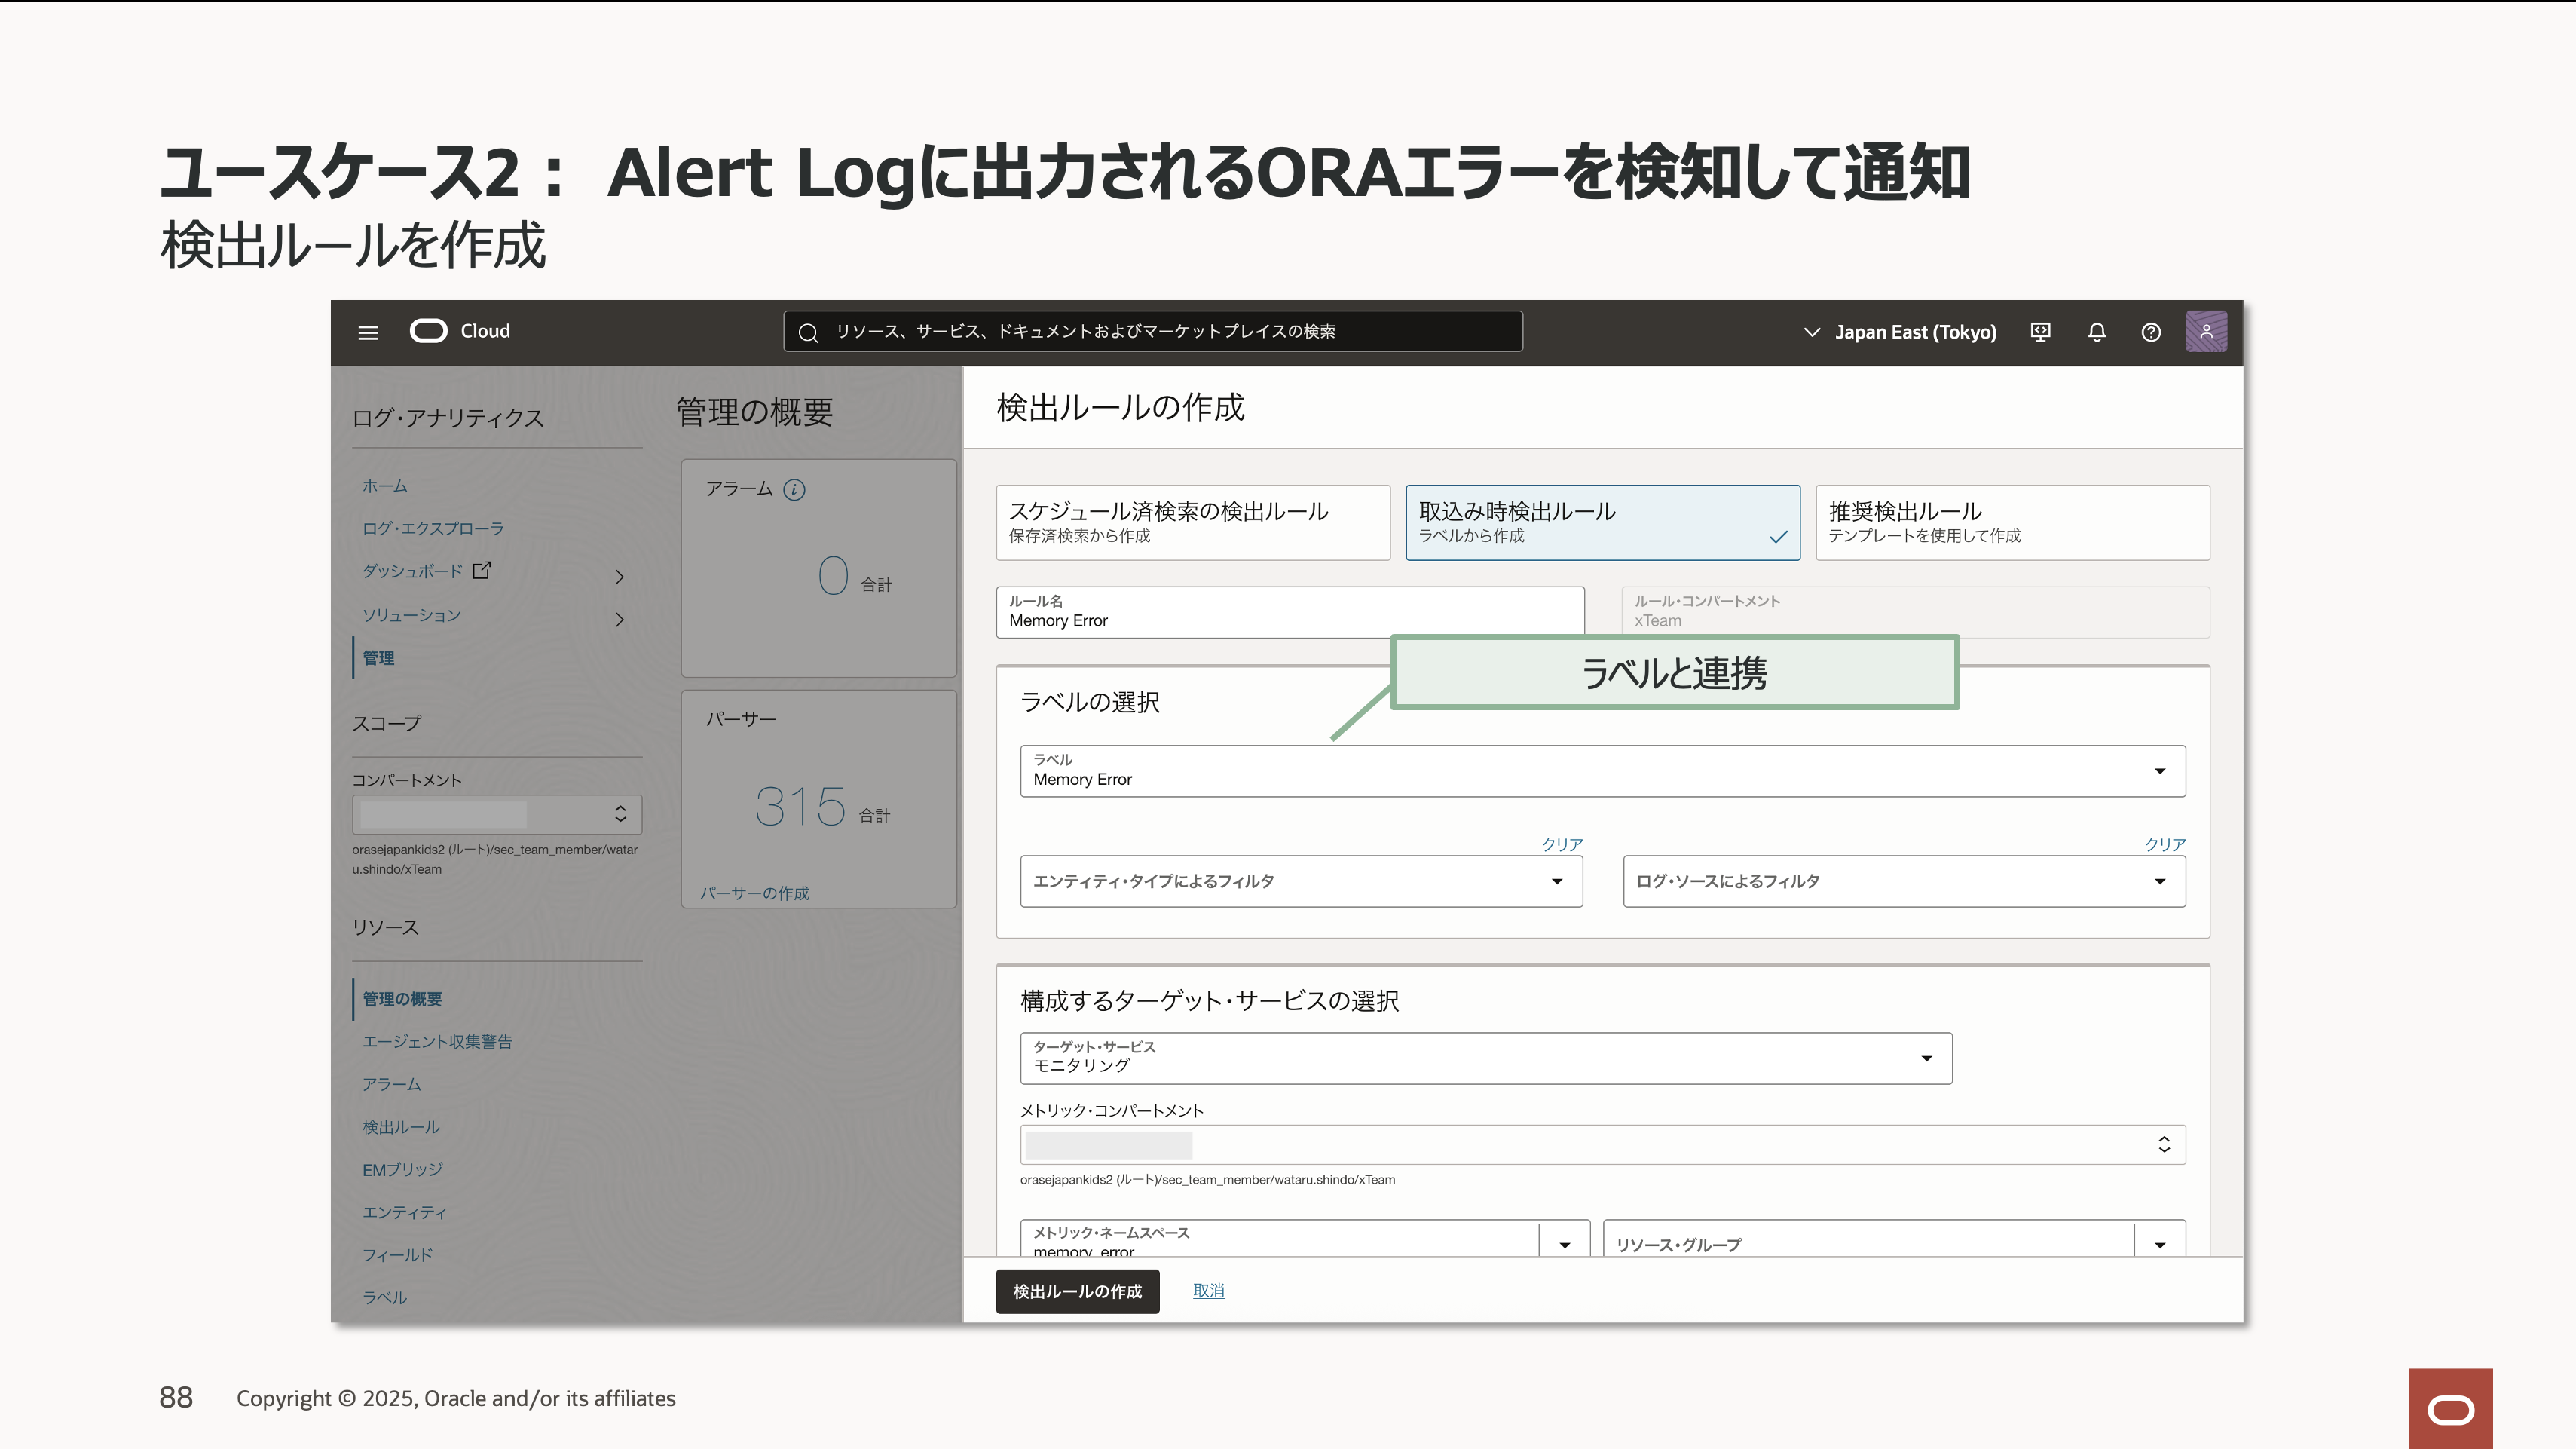 ユースケース2： Alert Logに出力されるORAエラーを検知して通知
検出ルールを作成
Cloud
リソース、サービス、ドキュメントおよびマーケットプレイスの検索
Japan East (Tokyo)
ログ・アナリティクス
ホーム
ログ・エクスプローラ
ダッシュボード
ソリューション
管理
スコープ
コンパートメント
orasejapankids2 (ルート)/sec_team_member/watar
u.shindo/xTeam
リソース
管理の概要
エージェント収集警告
アラーム
検出ルール
EMブリッジ
エンティティ
フィールド
ラベル
管理の概要
アラーム
0 合計
パーサー
315 合計
パーサーの作成
検出ルールの作成
スケジュール済検索の検出ルール
保存済検索から作成
取込み時検出ルール
ラベルから作成
推奨検出ルール
テンプレートを使用して作成
ルール名
Memory Error
ルール・コンパートメント
xTeam
ラベルと連携
ラベルの選択
ラベル
Memory Error
クリア
クリア
エンティティ・タイプによるフィルタ
ログ・ソースによるフィルタ
構成するターゲット・サービスの選択
ターゲット・サービス
モニタリング
メトリック・コンパートメント
orasejapankids2 (ルート)/sec_team_member/wataru.shindo/xTeam
メトリック・ネームスペース
memory_error
リソース・グループ
検出ルールの作成
取消
88
Copyright © 2025, Oracle and/or its affiliates